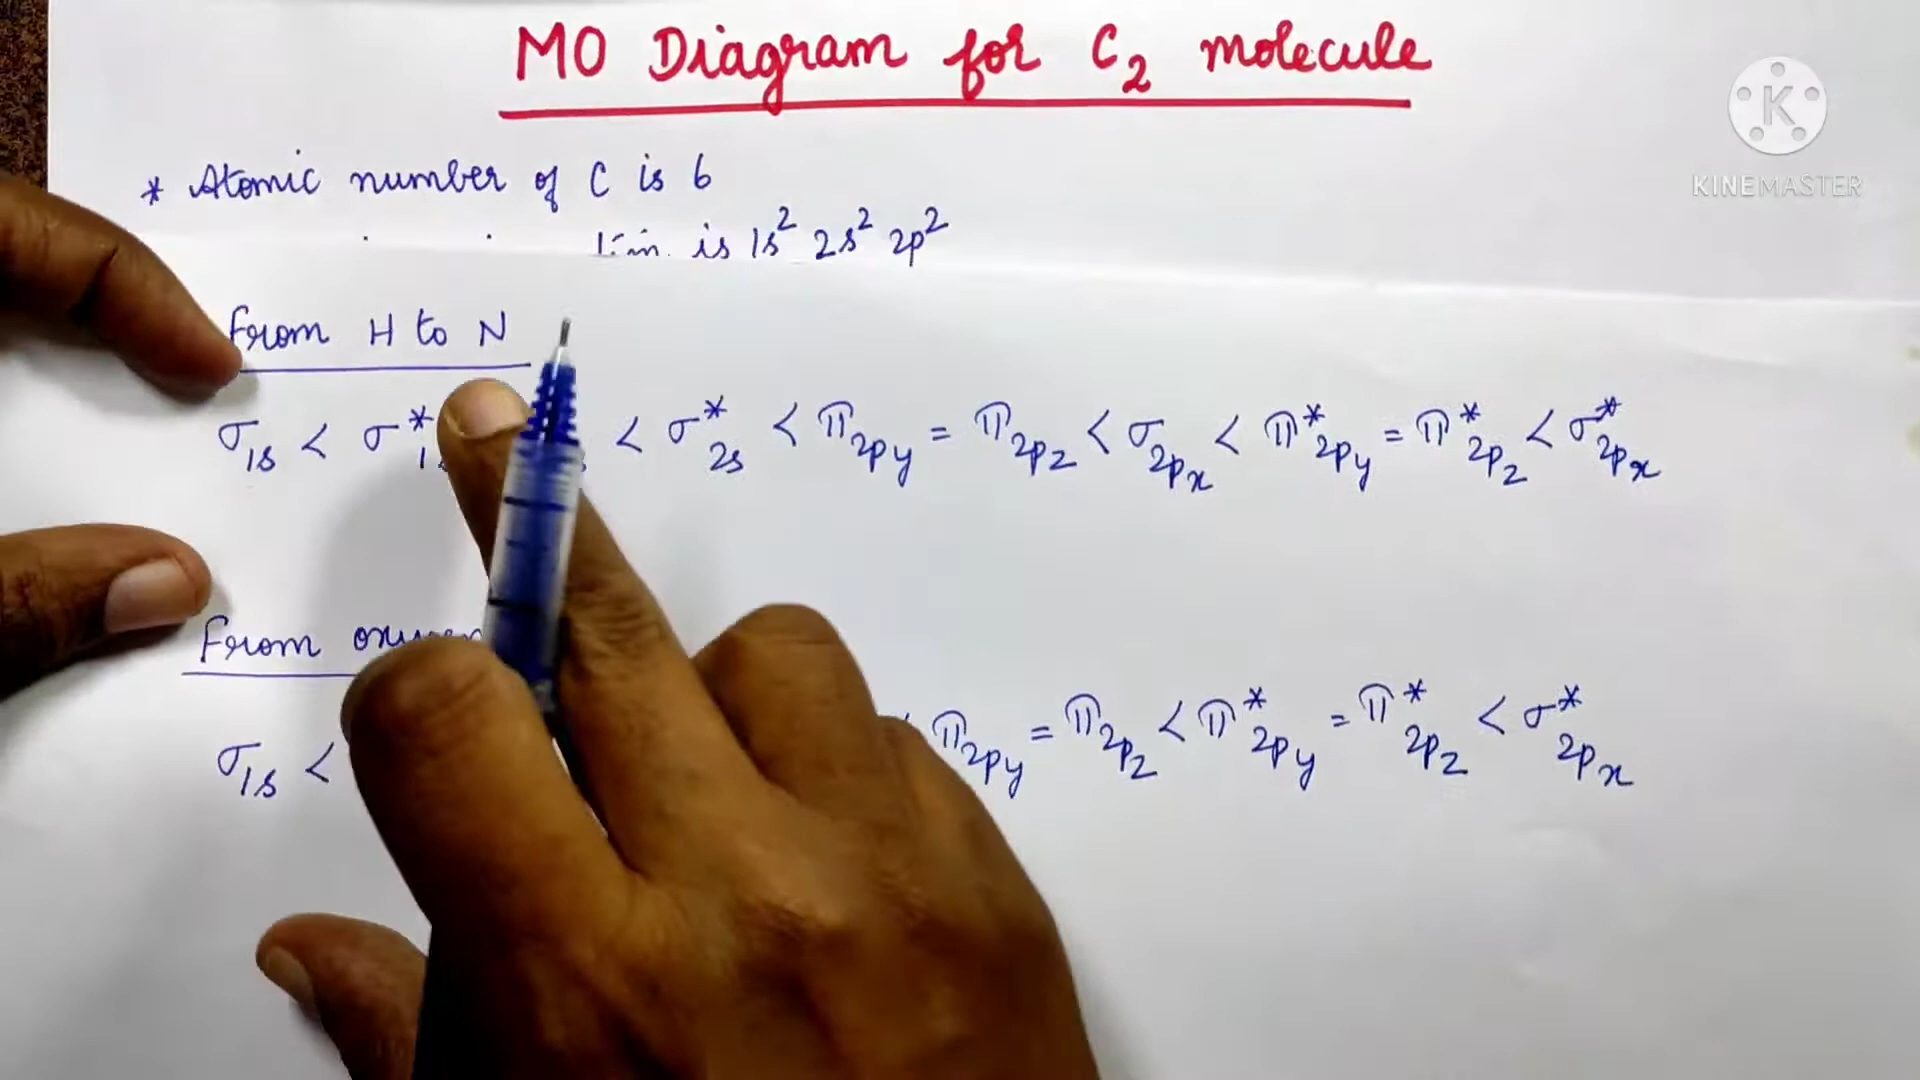 MO Diagram for C₂ molecule
KINEMASTER
* Atomic number of C is 6
is 1s² 2s² 2p²
From H to N
σ1s < σ* < σ*2s < π2py = π2pz < σ2px < π*2py = π*2pz < σ*2px
From
σ1s < π2py = π2pz < π*2py = π*2pz < σ*2px